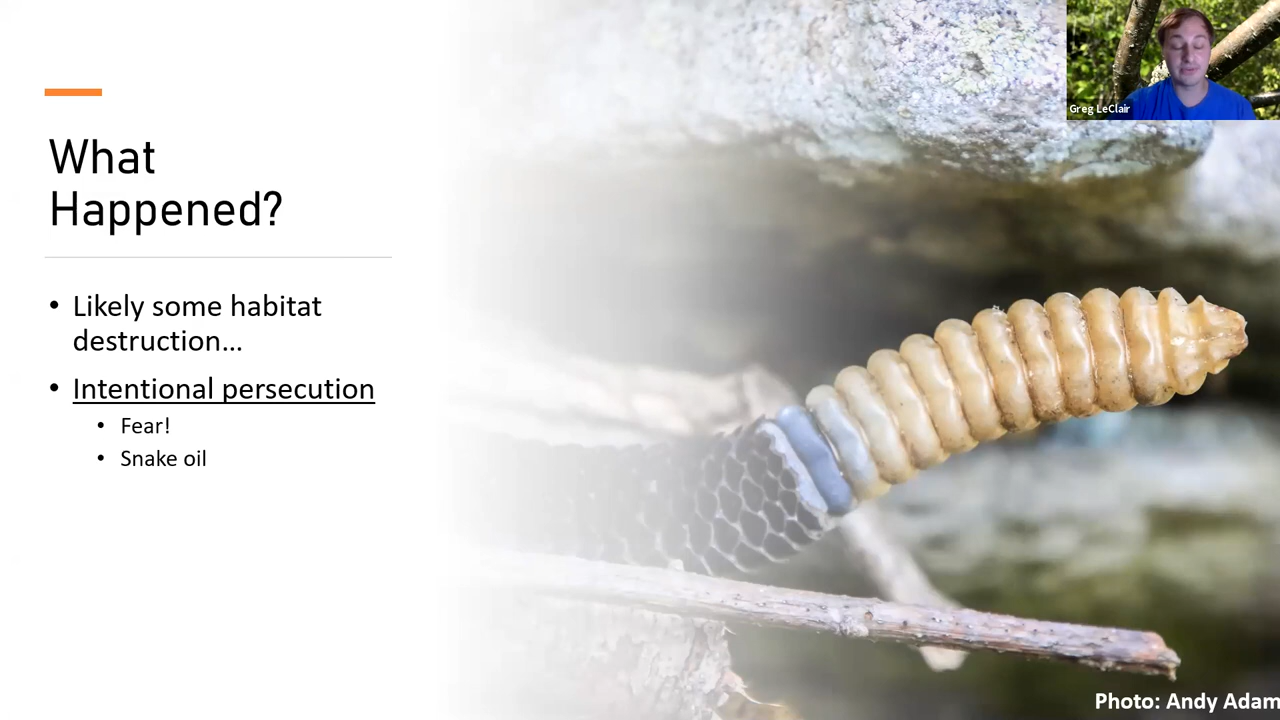 What
Happened?
• Likely some habitat
destruction...
• Intentional persecution
• Fear!
• Snake oil
Greg LeClair
Photo: Andy Adam